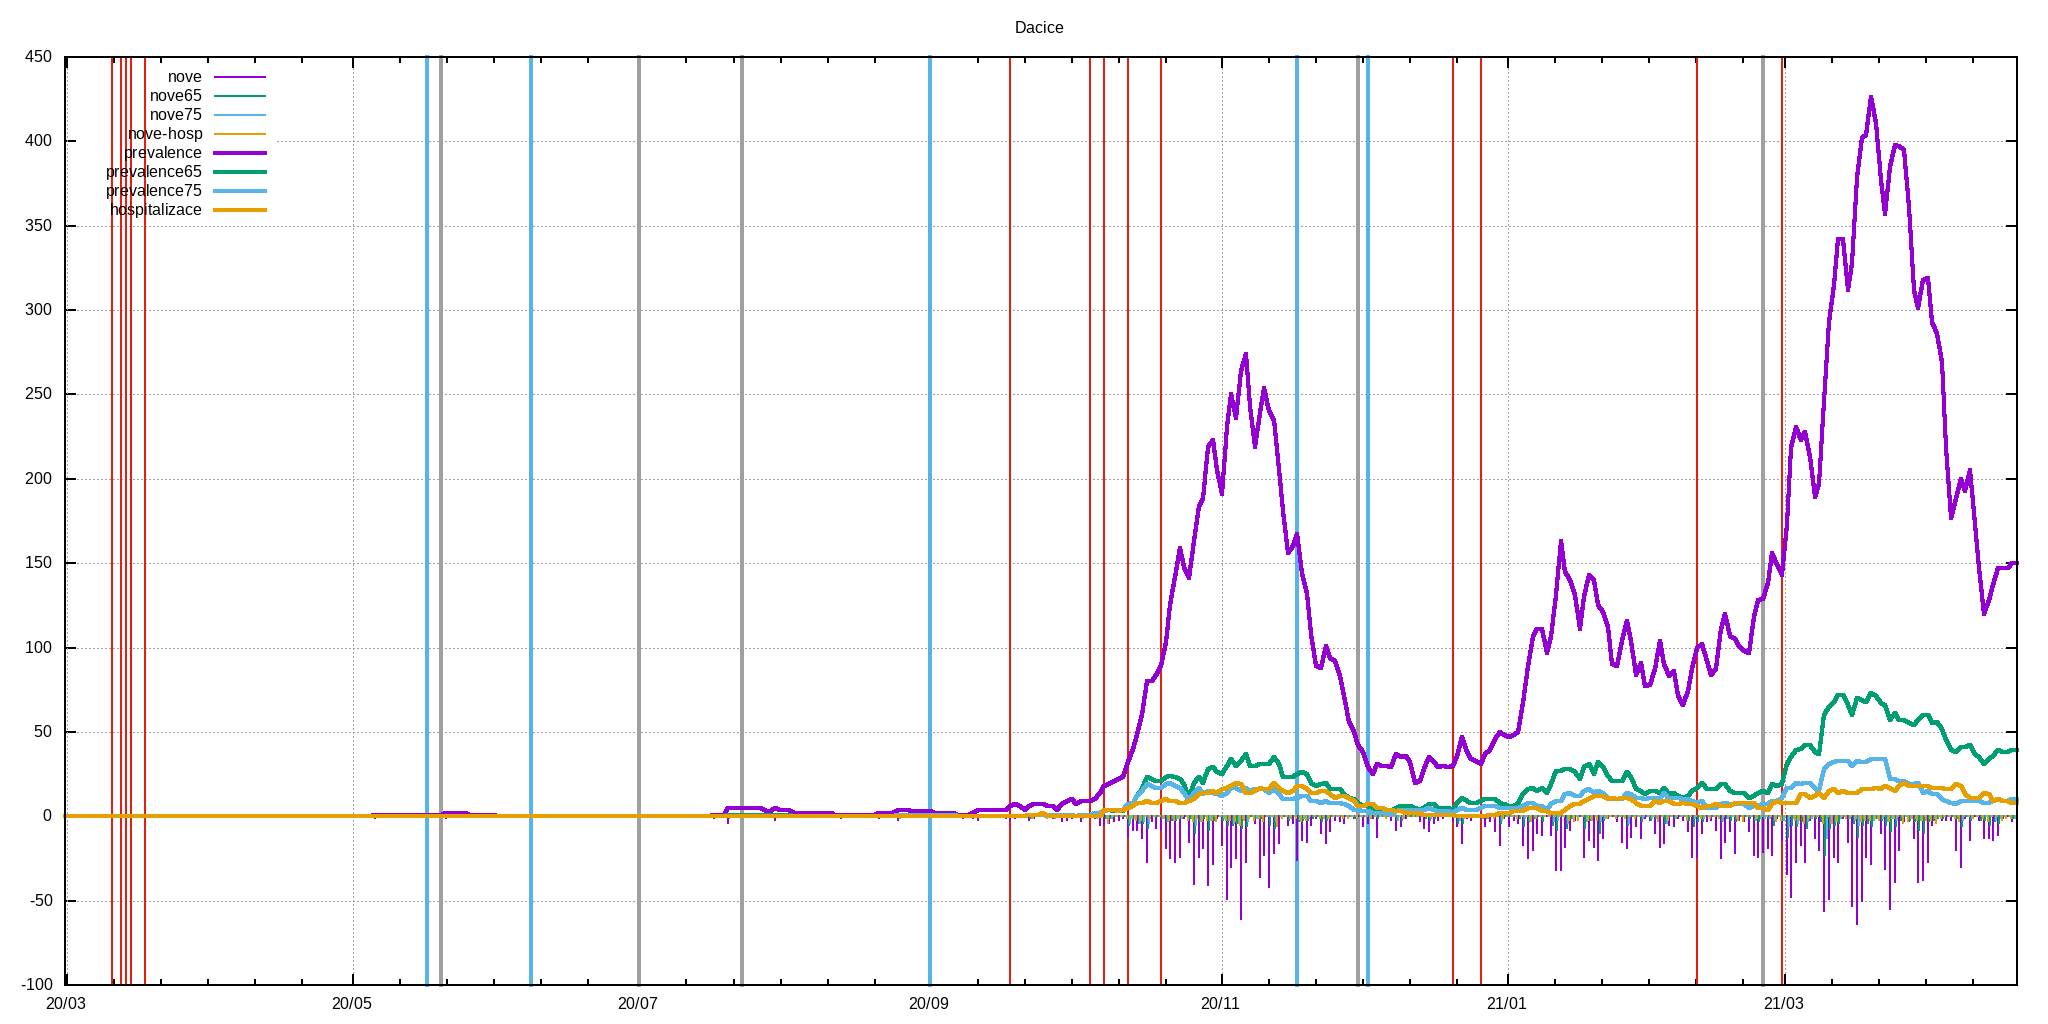 Dacice
450
400
350
300
250
200
150
100
50
0
-50
-100
nove
nove65
nove75
nove-hosp
prevalence
prevalence65
prevalence75
hospitalizace
20/03 20/05 20/07 20/09 20/11 21/01 21/03